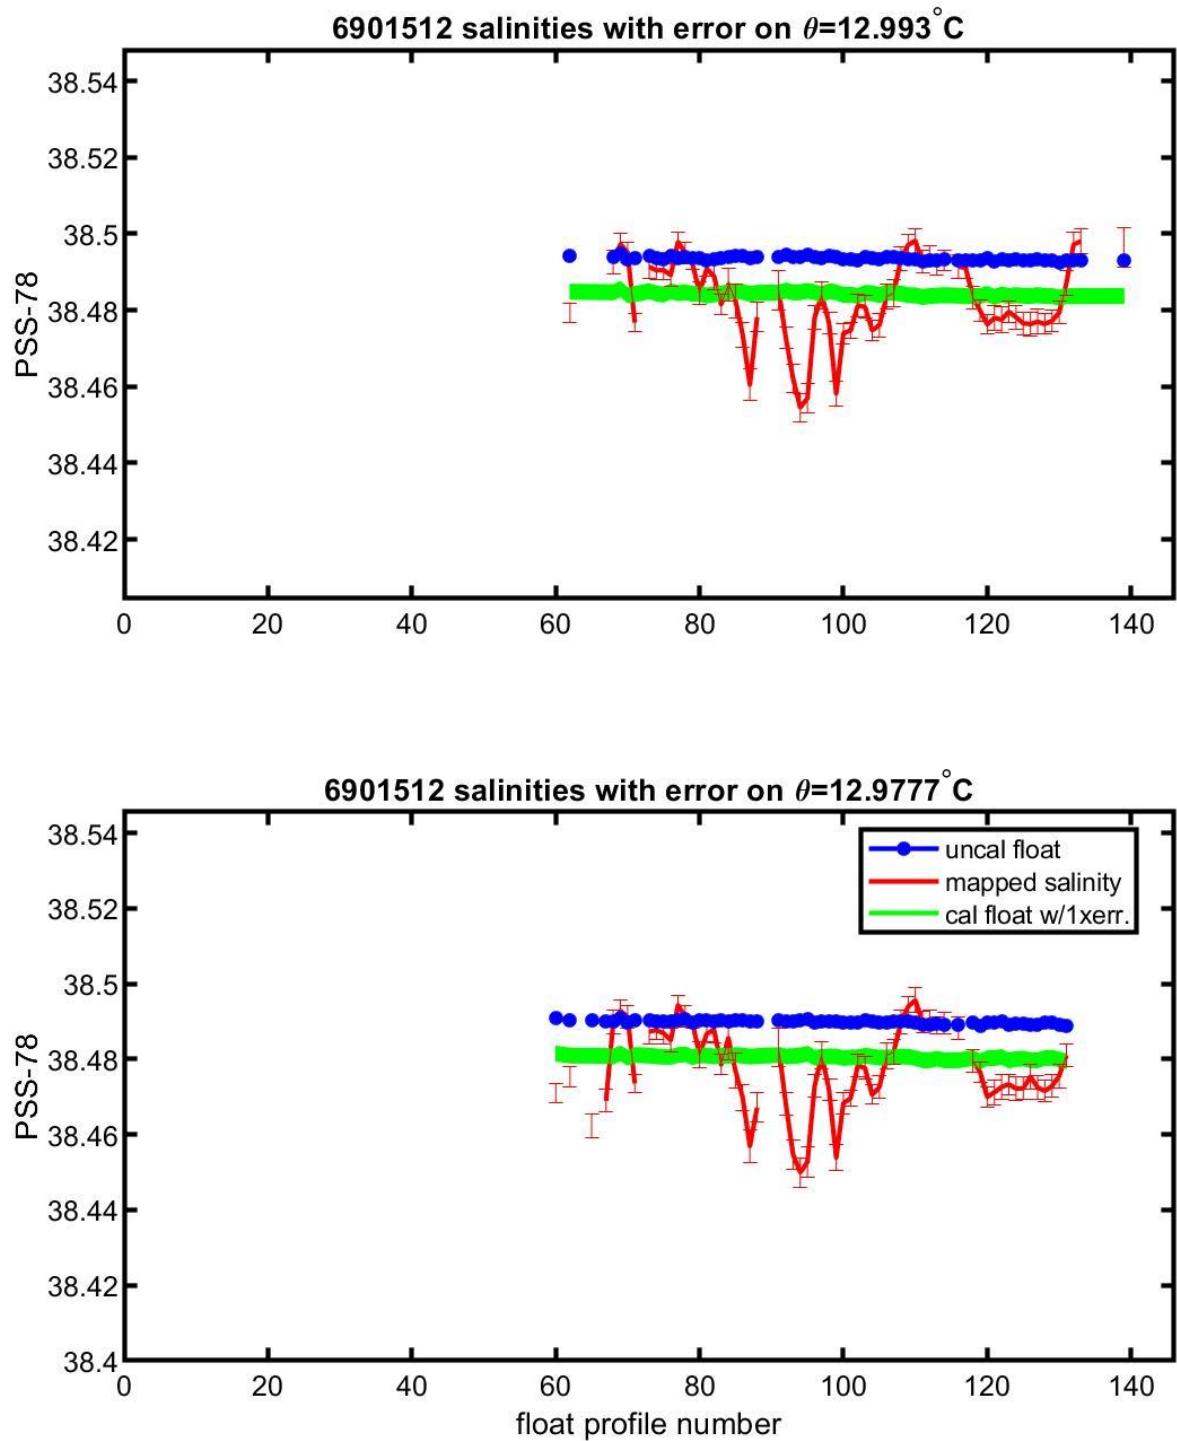 6901512 salinities with error on θ=12.993°C
38.54
38.52
38.5
38.48
38.46
38.44
38.42
PSS-78
0 20 40 60 80 100 120 140
6901512 salinities with error on θ=12.9777°C
38.54
38.52
38.5
38.48
38.46
38.44
38.42
38.4
PSS-78
uncal float
mapped salinity
cal float w/1xerr.
0 20 40 60 80 100 120 140
float profile number